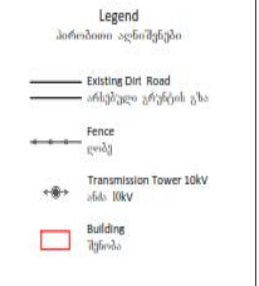 Legend
პირობითი აღნიშვნები
Existing Dirt Road
არსებული გრუნტის გზა
Fence
ღობე
Transmission Tower 10kV
ანძა 10kV
Building
შენობა